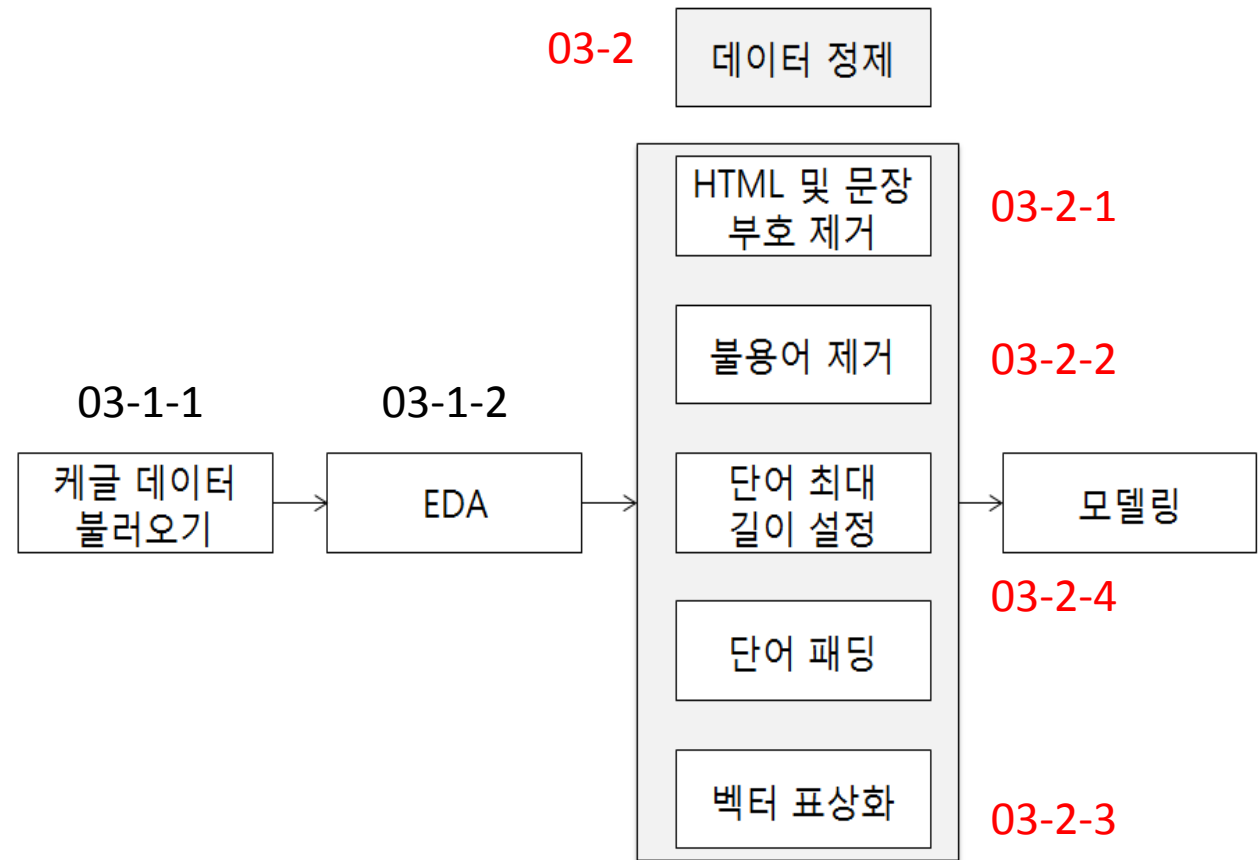 03-2
데이터 정제
HTML 및 문장
부호 제거
03-2-1
불용어 제거
03-2-2
03-1-1
03-1-2
케글 데이터
불러오기
EDA
단어 최대
길이 설정
모델링
03-2-4
단어 패딩
벡터 표상화
03-2-3